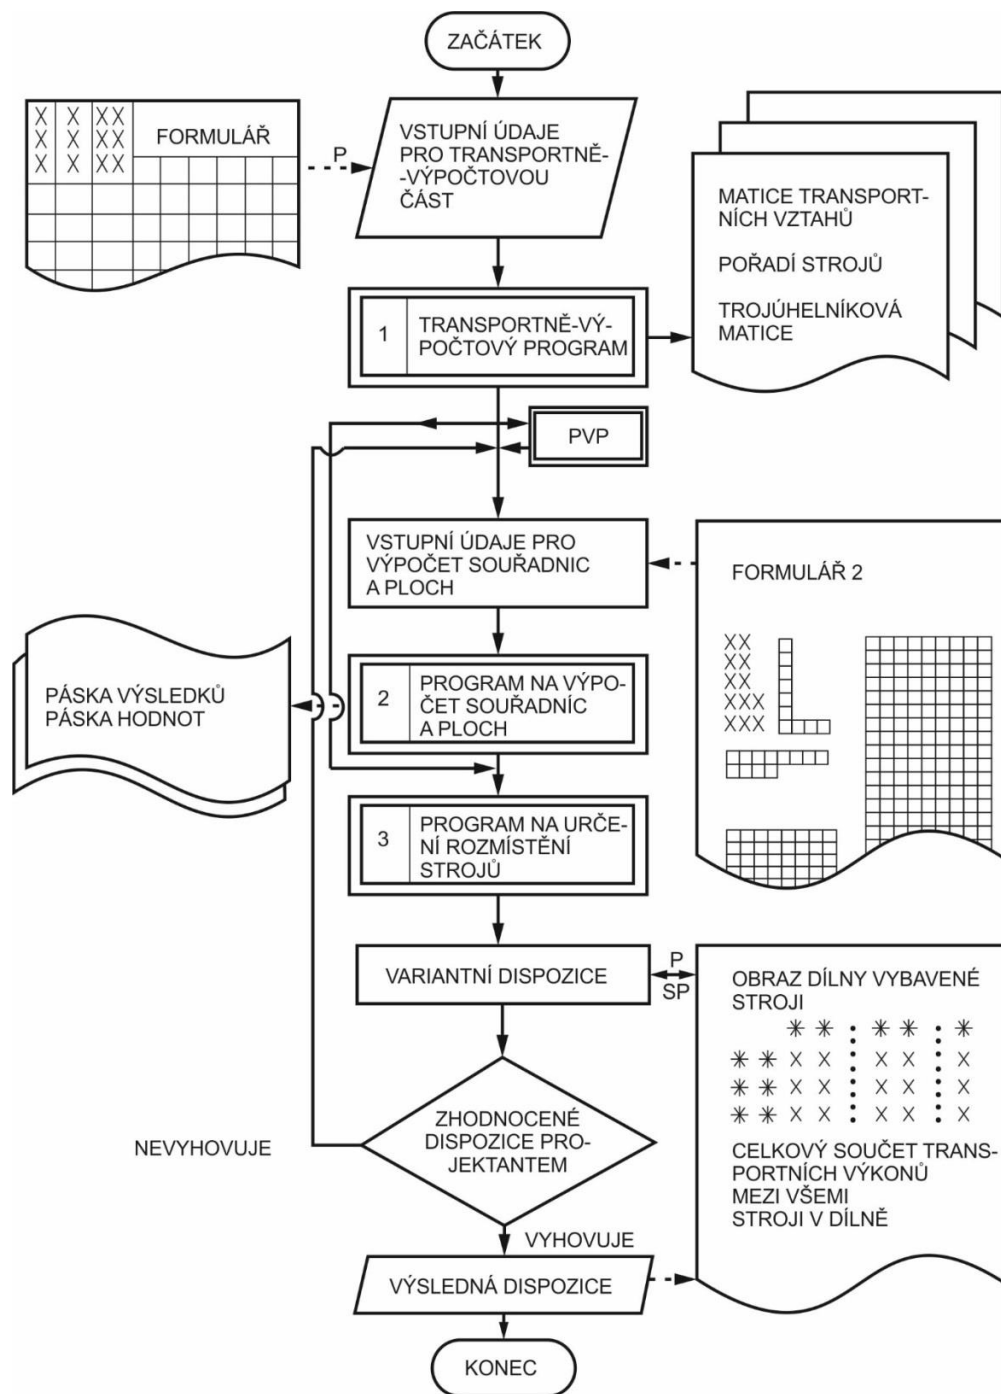 ZAČÁTEK
X X XX
X X XX
X X XX
FORMULÁŘ
P
VSTUPNÍ ÚDAJE
PRO TRANSPORTNĚ-
-VÝPOČTOVOU
ČÁST
MATICE TRANSPORT-
NÍCH VZTAHŮ
POŘADÍ STROJŮ
TROJÚHELNÍKOVÁ
MATICE
1
TRANSPORTNĚ-VÝ-
POČTOVÝ PROGRAM
PVP
VSTUPNÍ ÚDAJE PRO
VÝPOČET SOUŘADNIC
A PLOCH
FORMULÁŘ 2
XX
XX
XX
XXX
XXX
PÁSKA VÝSLEDKŮ
PÁSKA HODNOT
2
PROGRAM NA VÝPO-
ČET SOUŘADNÍC
A PLOCH
3
PROGRAM NA URČE-
NÍ ROZMÍSTĚNÍ
STROJŮ
VARIANTNÍ DISPOZICE
P
SP
OBRAZ DÍLNY VYBAVENÉ
STROJI
* * : * * : *
* * X X : X X : X
* * X X : X X : X
* * X X : X X : X
CELKOVÝ SOUČET TRANS-
PORTNÍCH VÝKONŮ
MEZI VŠEMI
STROJI V DÍLNĚ
ZHODNOCENÉ
DISPOZICE PRO-
JEKTANTEM
NEVYHOVUJE
VYHOVUJE
VÝSLEDNÁ DISPOZICE
KONEC